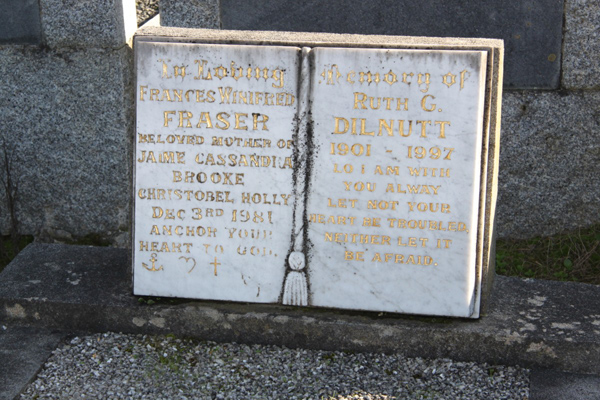 In Loving
FRANCES WINIFRED
FRASER
BELOVED MOTHER OF
JAIME CASSANDRA
BROOKE
CHRISTOBEL HOLLY
DEC 3RD 1981
ANCHOR YOUR
HEART TO GOD.
Memory of
RUTH G.
DILNUTT
1901 - 1997
LO I AM WITH
YOU ALWAY
LET NOT YOUR
HEART BE TROUBLED,
NEITHER LET IT
BE AFRAID.